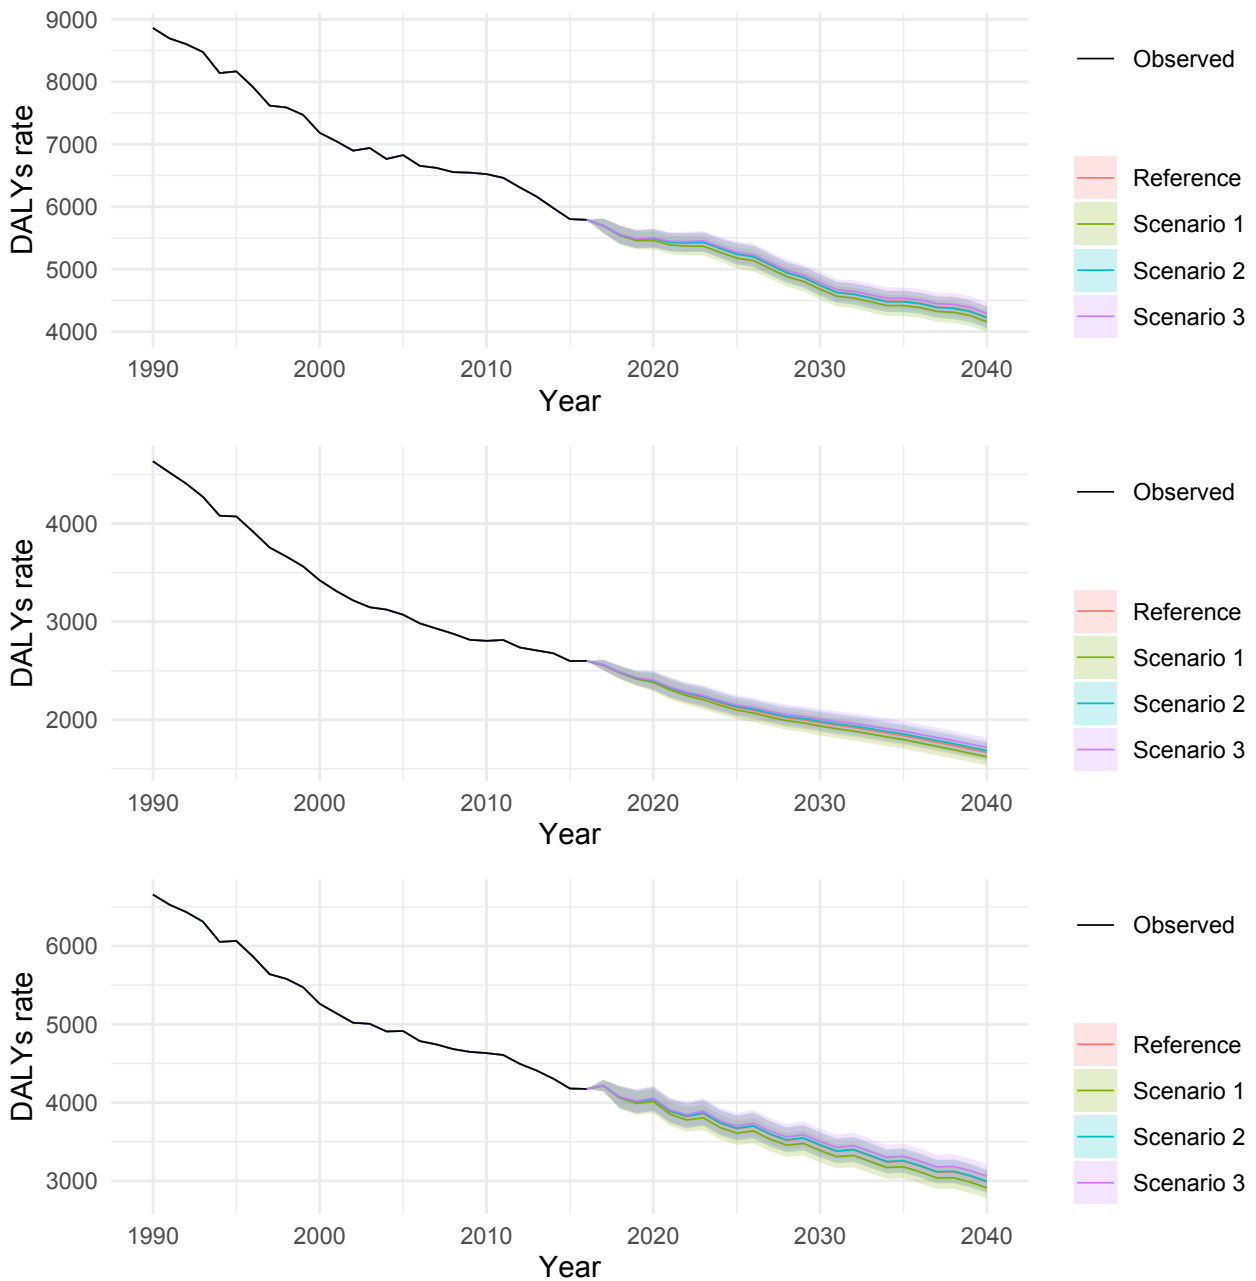 9000
8000
7000
6000
5000
4000
DALYs rate
1990 2000 2010 2020 2030 2040
Year
Observed
Reference
Scenario 1
Scenario 2
Scenario 3
4000
3000
2000
DALYs rate
1990 2000 2010 2020 2030 2040
Year
Observed
Reference
Scenario 1
Scenario 2
Scenario 3
6000
5000
4000
3000
DALYs rate
1990 2000 2010 2020 2030 2040
Year
Observed
Reference
Scenario 1
Scenario 2
Scenario 3